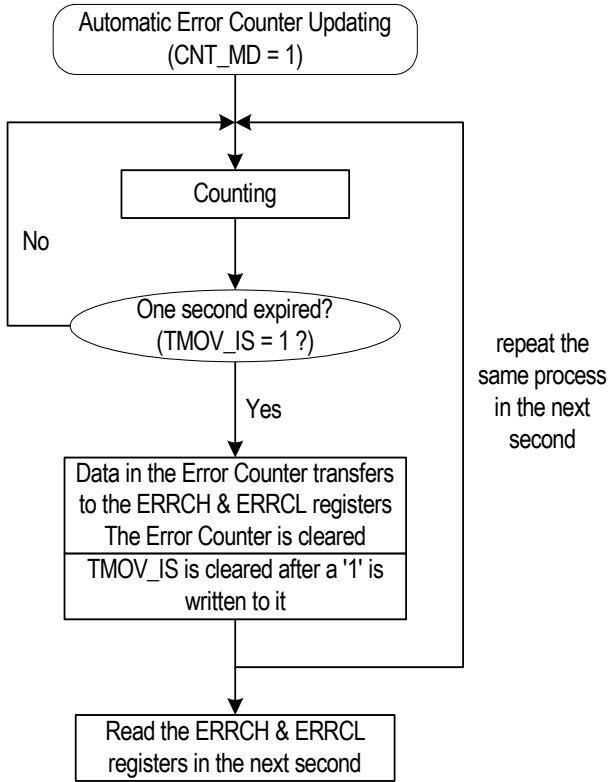 Automatic Error Counter Updating
(CNT_MD = 1)
Counting
No
One second expired?
(TMOV_IS = 1 ?)
repeat the
same process
in the next
second
Yes
Data in the Error Counter transfers
to the ERRCH & ERRCL registers
The Error Counter is cleared
TMOV_IS is cleared after a '1' is
written to it
Read the ERRCH & ERRCL
registers in the next second